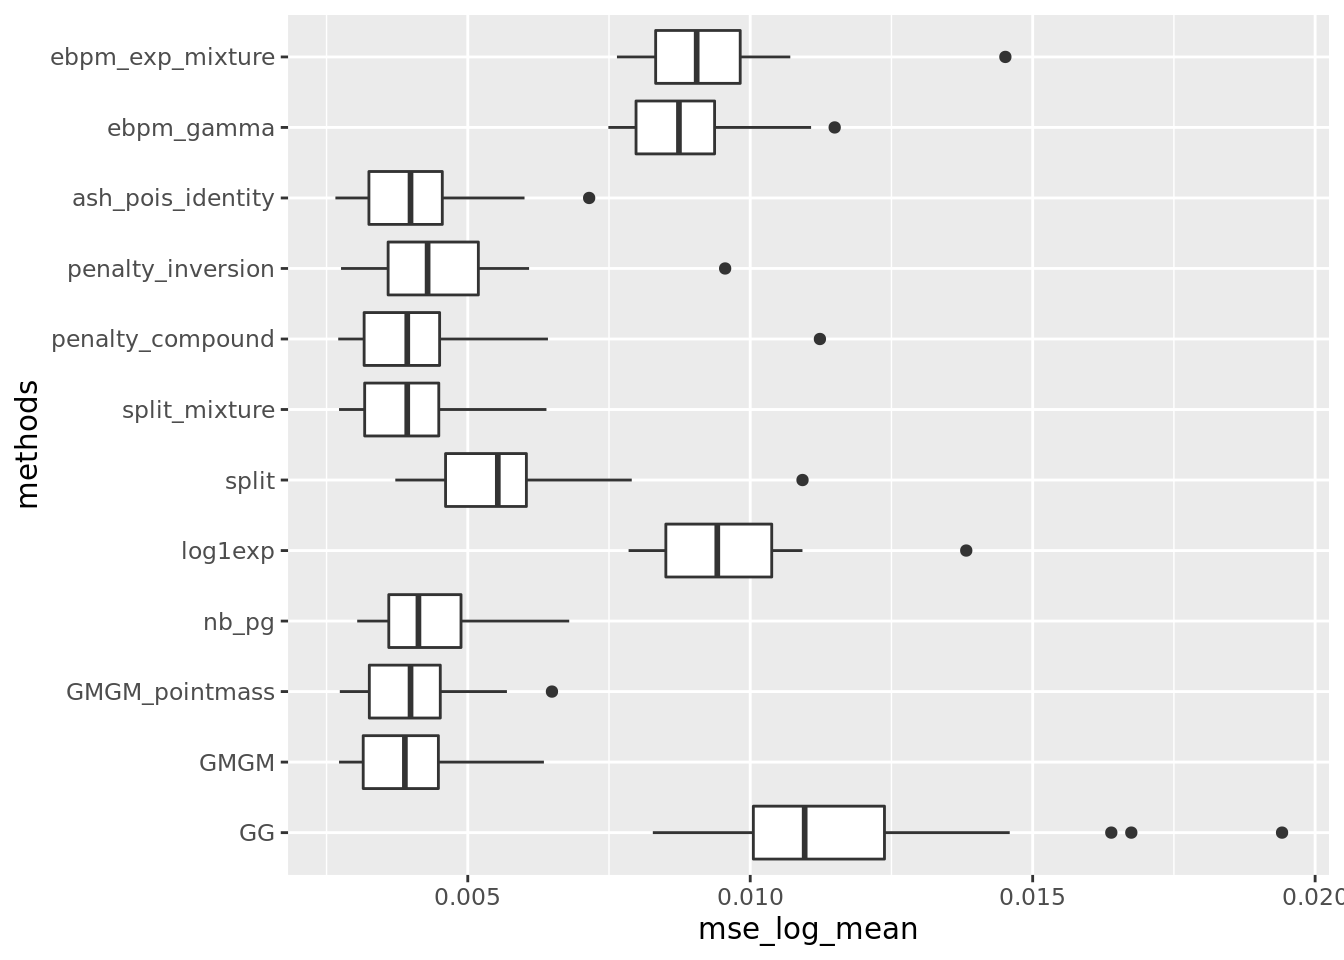 ebpm_exp_mixture
ebpm_gamma
ash_pois_identity
penalty_inversion
penalty_compound
split_mixture
split
log1exp
nb_pg
GMGM_pointmass
GMGM
GG
methods
0.005 0.010 0.015 0.020
mse_log_mean